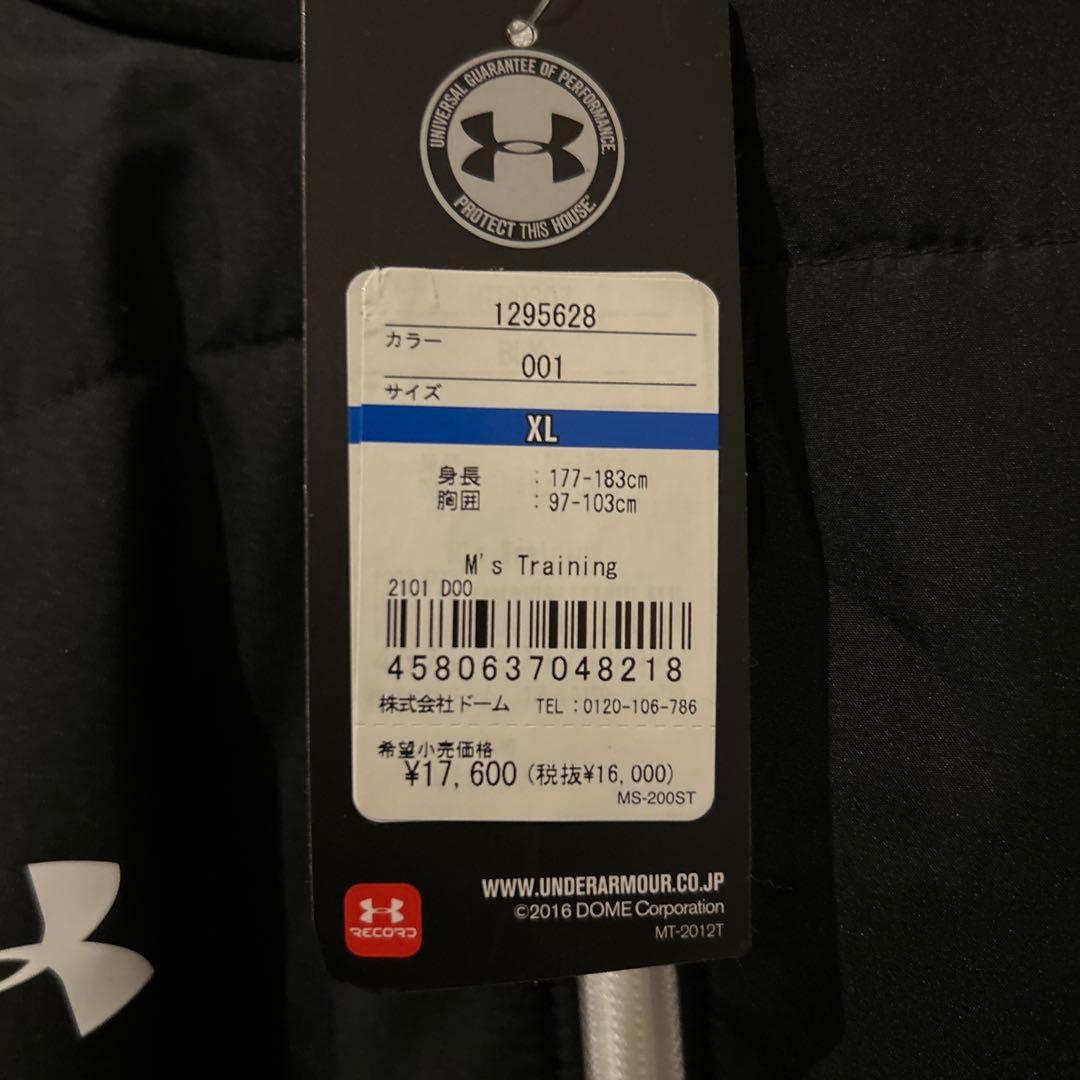 UNIVERSAL GUARANTEE OF PERFORMANCE.
PROTECT THIS HOUSE.
1295628
カラー
001
サイズ
XL
身長 : 177-183cm
胸囲 : 97-103cm
M's Training
2101 D00
4580637048218
株式会社ドーム TEL:0120-106-786
希望小売価格
¥17,600(税抜¥16,000)
MS-200ST
WWW.UNDERARMOUR.CO.JP
©2016 DOME Corporation
MT-2012T
RECORD